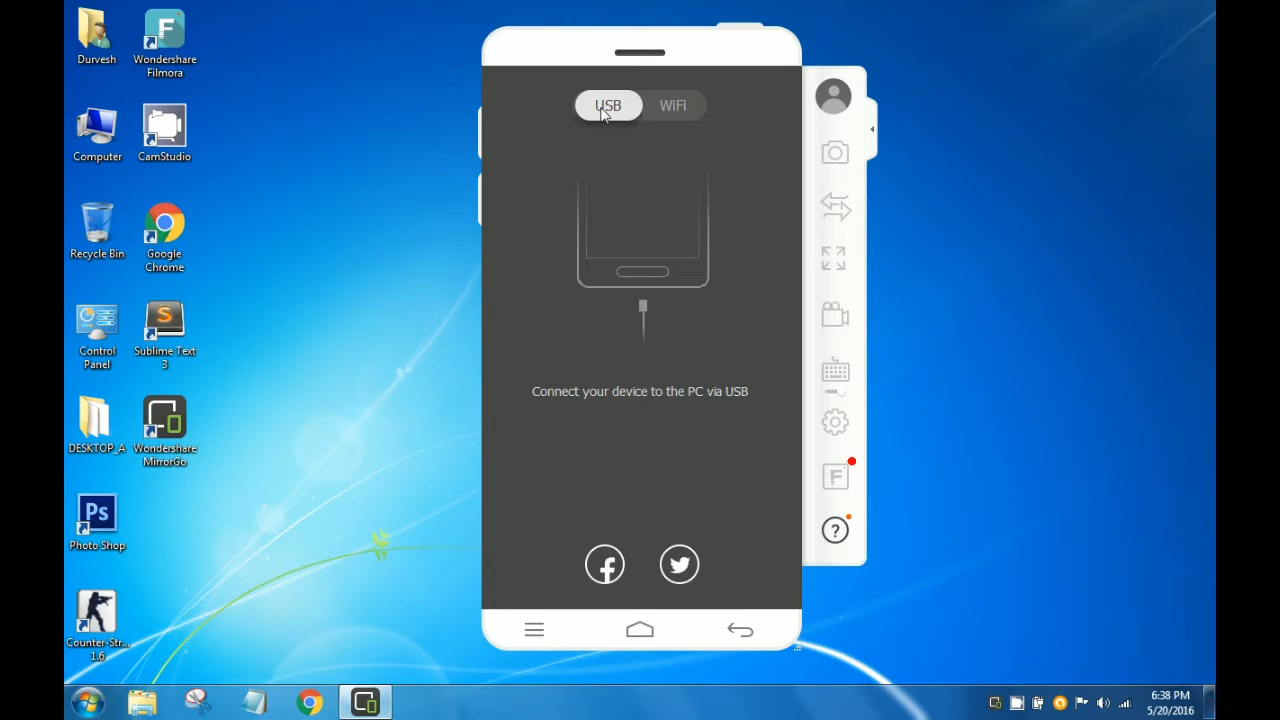 Durvesh
Wondershare
Filmora
Computer
CamStudio
Recycle Bin
Google
Chrome
Control
Panel
Sublime Text
3
DESKTOP_A
Wondershare
MirrorGo
Ps
Photo Shop
Counter-Str...
1.6
USB
WiFi
Connect your device to the PC via USB
F
?
6:38 PM
5/20/2016